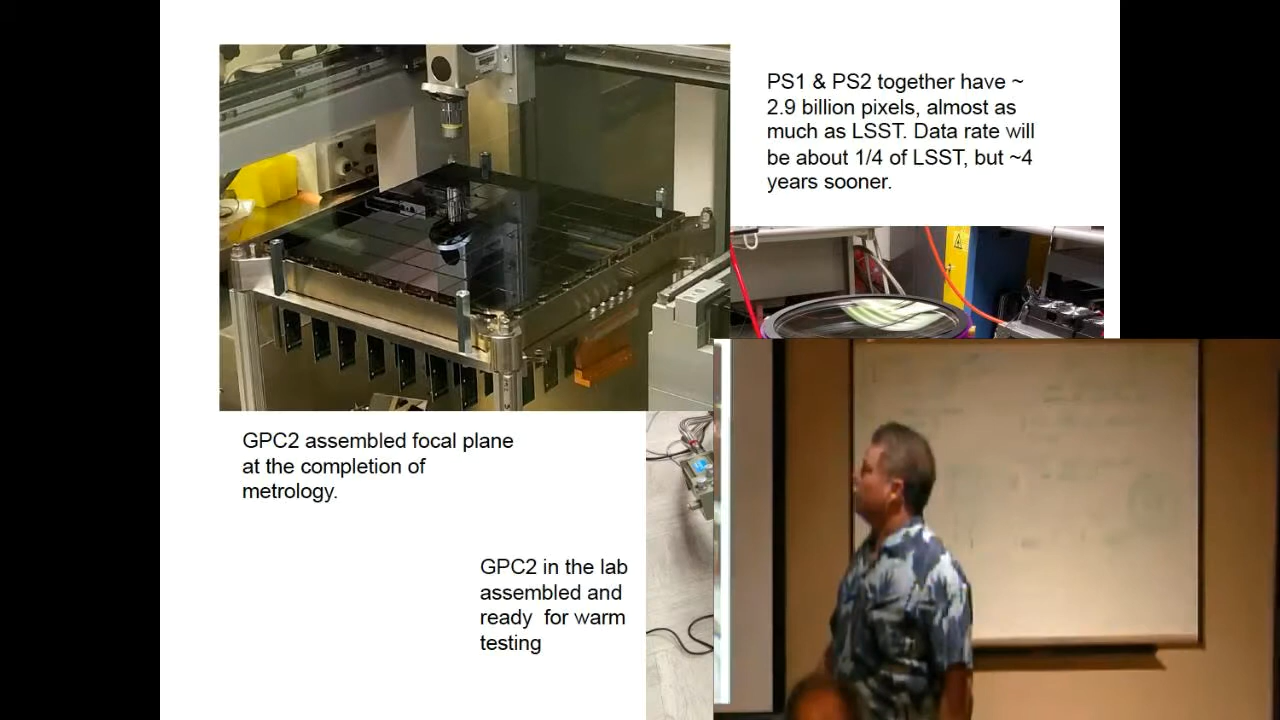 PS1 & PS2 together have ~
2.9 billion pixels, almost as
much as LSST. Data rate will
be about 1/4 of LSST, but ~4
years sooner.
GPC2 assembled focal plane
at the completion of
metrology.
GPC2 in the lab
assembled and
ready for warm
testing